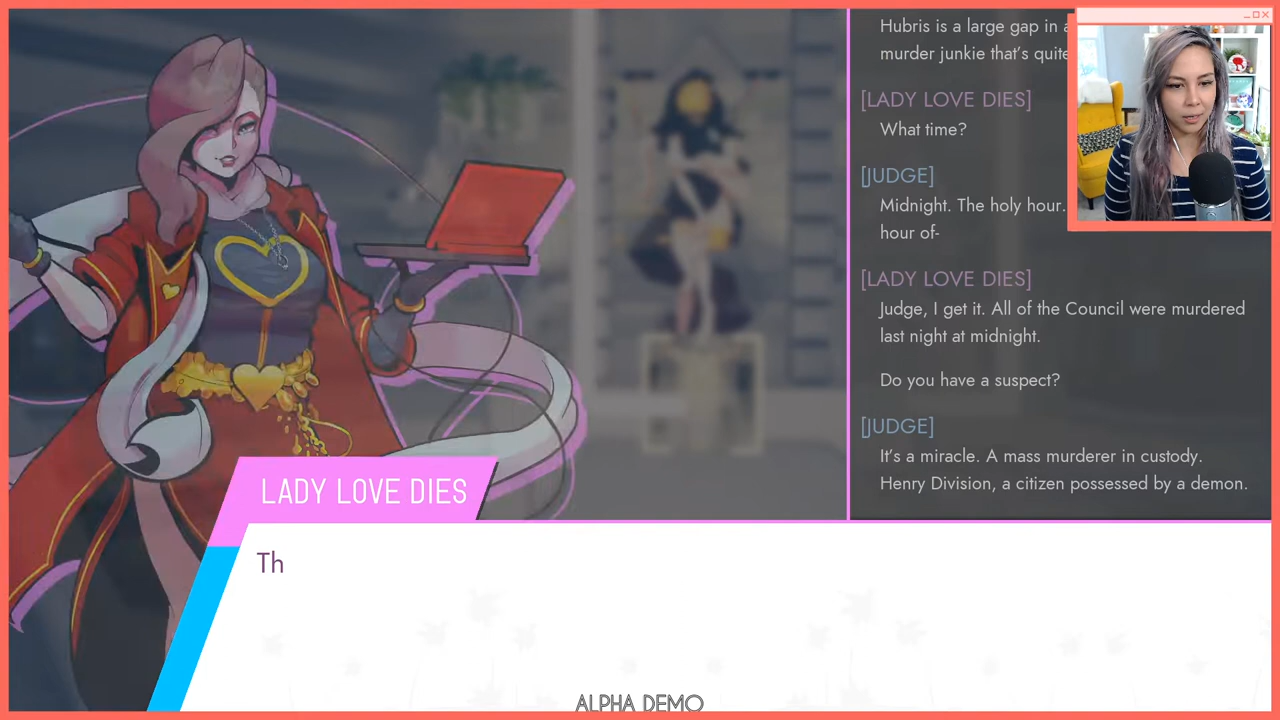 Hubris is a large gap in a
murder junkie that's quite
[LADY LOVE DIES]
What time?
[JUDGE]
Midnight. The holy hour.
hour of-
[LADY LOVE DIES]
Judge, I get it. All of the Council were murdered
last night at midnight.
Do you have a suspect?
[JUDGE]
It's a miracle. A mass murderer in custody.
Henry Division, a citizen possessed by a demon.
LADY LOVE DIES
Th
ALPHA DEMO